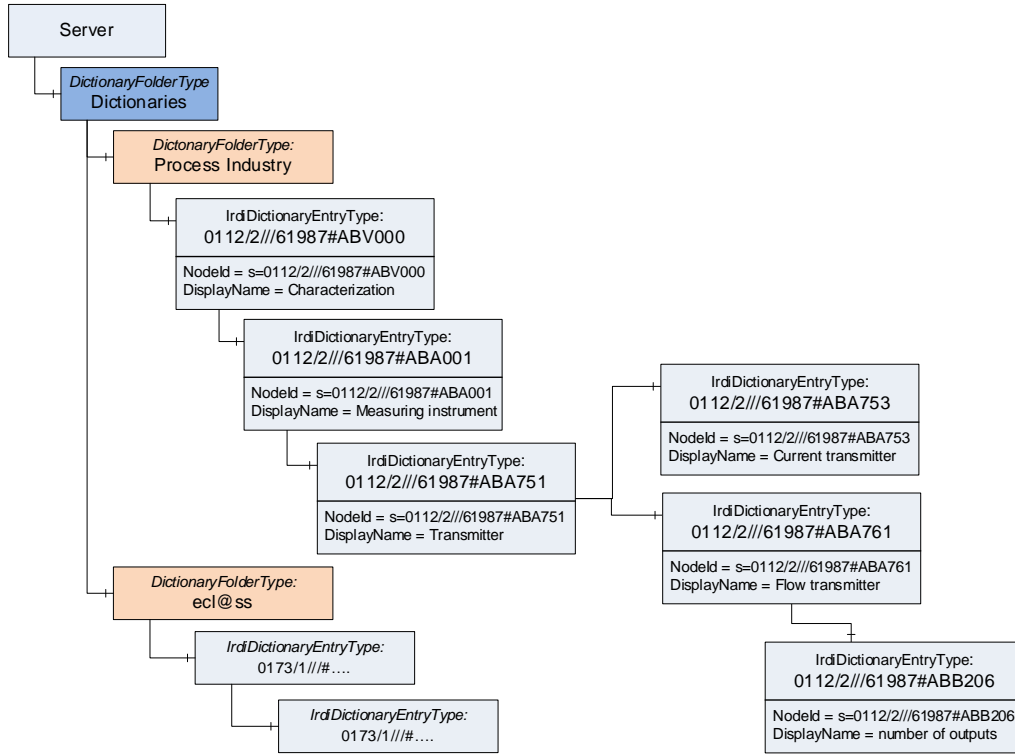 Server
DictionaryFolderType
Dictionaries
DictonaryFolderType:
Process Industry
IrdiDictionaryEntryType:
0112/2///61987#ABV000
NodeId = s=0112/2///61987#ABV000
DisplayName = Characterization
IrdiDictionaryEntryType:
0112/2///61987#ABA001
NodeId = s=0112/2///61987#ABA001
DisplayName = Measuring instrument
IrdiDictionaryEntryType:
0112/2///61987#ABA751
NodeId = s=0112/2///61987#ABA751
DisplayName = Transmitter
IrdiDictionaryEntryType:
0112/2///61987#ABA753
NodeId = s=0112/2///61987#ABA753
DisplayName = Current transmitter
IrdiDictionaryEntryType:
0112/2///61987#ABA761
NodeId = s=0112/2///61987#ABA761
DisplayName = Flow transmitter
IrdiDictionaryEntryType:
0112/2///61987#ABB206
NodeId = s=0112/2///61987#ABB206
DisplayName = number of outputs
DictionaryFolderType:
ecl@ss
IrdiDictionaryEntryType:
0173/1///#....
IrdiDictionaryEntryType:
0173/1///#....